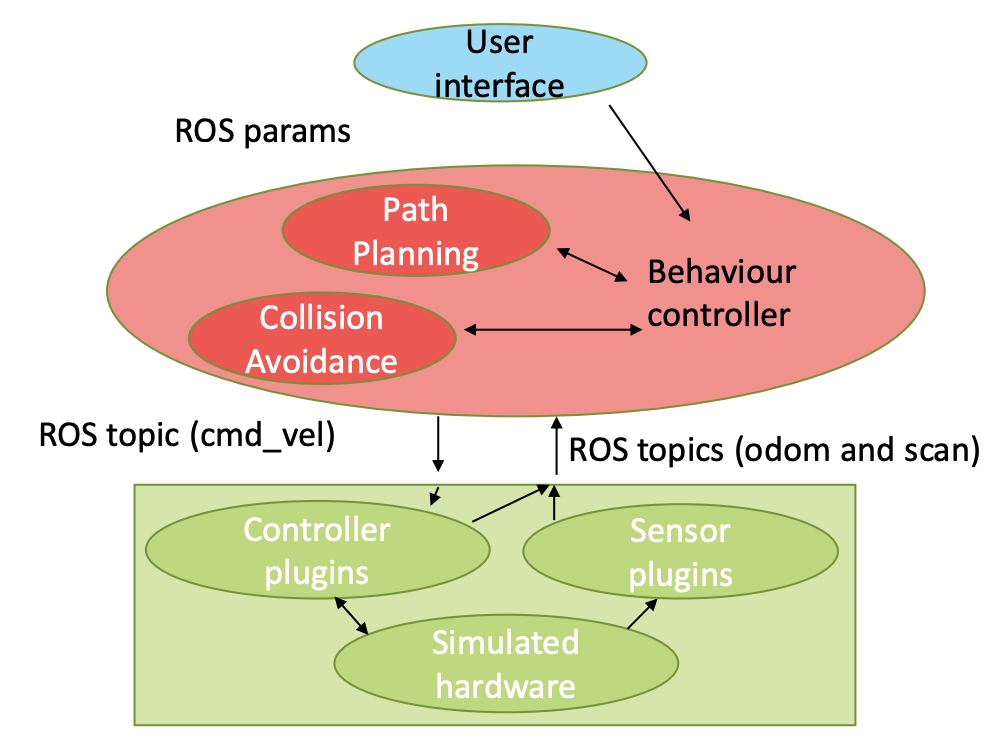 User
interface
ROS params
Path
Planning
Behaviour
controller
Collision
Avoidance
ROS topic (cmd_vel)
ROS topics (odom and scan)
Controller
plugins
Sensor
plugins
Simulated
hardware